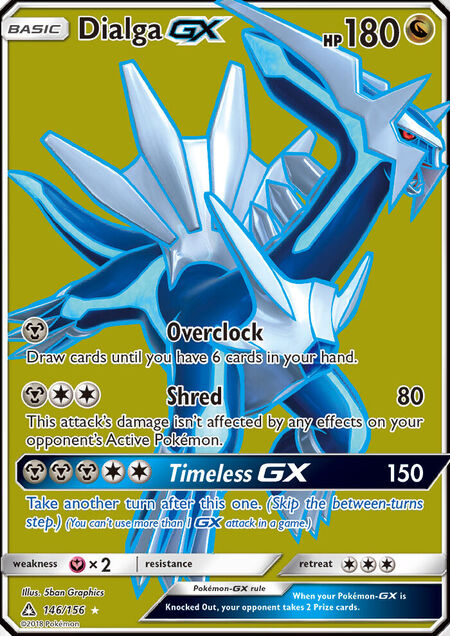 BASIC Dialga GX HP 180
Overclock
Draw cards until you have 6 cards in your hand.
Shred 80
This attack's damage isn't affected by any effects on your
opponent's Active Pokémon.
Timeless GX 150
Take another turn after this one. (Skip the between-turns
step.) (You can't use more than 1 GX attack in a game.)
weakness ×2 resistance retreat
Illus. 5ban Graphics
146/156
©2018 Pokémon
Pokémon-GX rule
When your Pokémon-GX is
Knocked Out, your opponent takes 2 Prize cards.